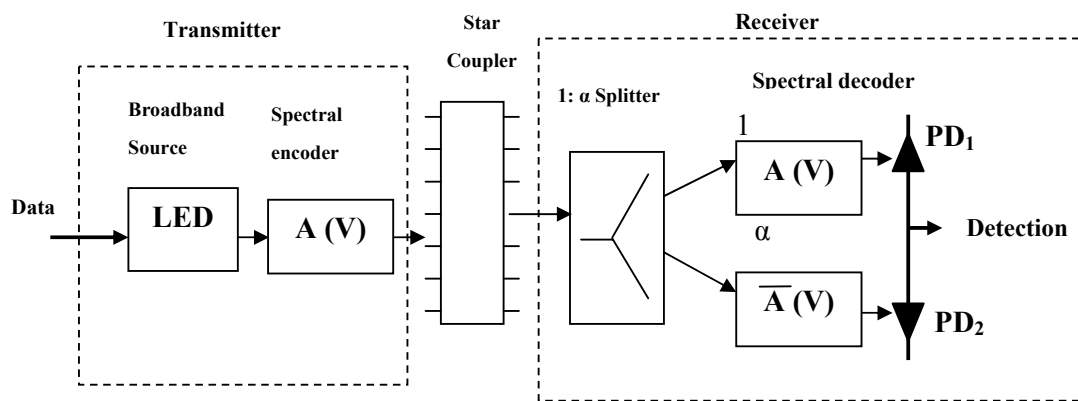 Transmitter
Star
Coupler
Receiver
Broadband
Source
Spectral
encoder
1: α Splitter
Spectral decoder
Data
LED
A (V)
1
A (V)
PD₁
α
Detection
A̅ (V)
PD₂